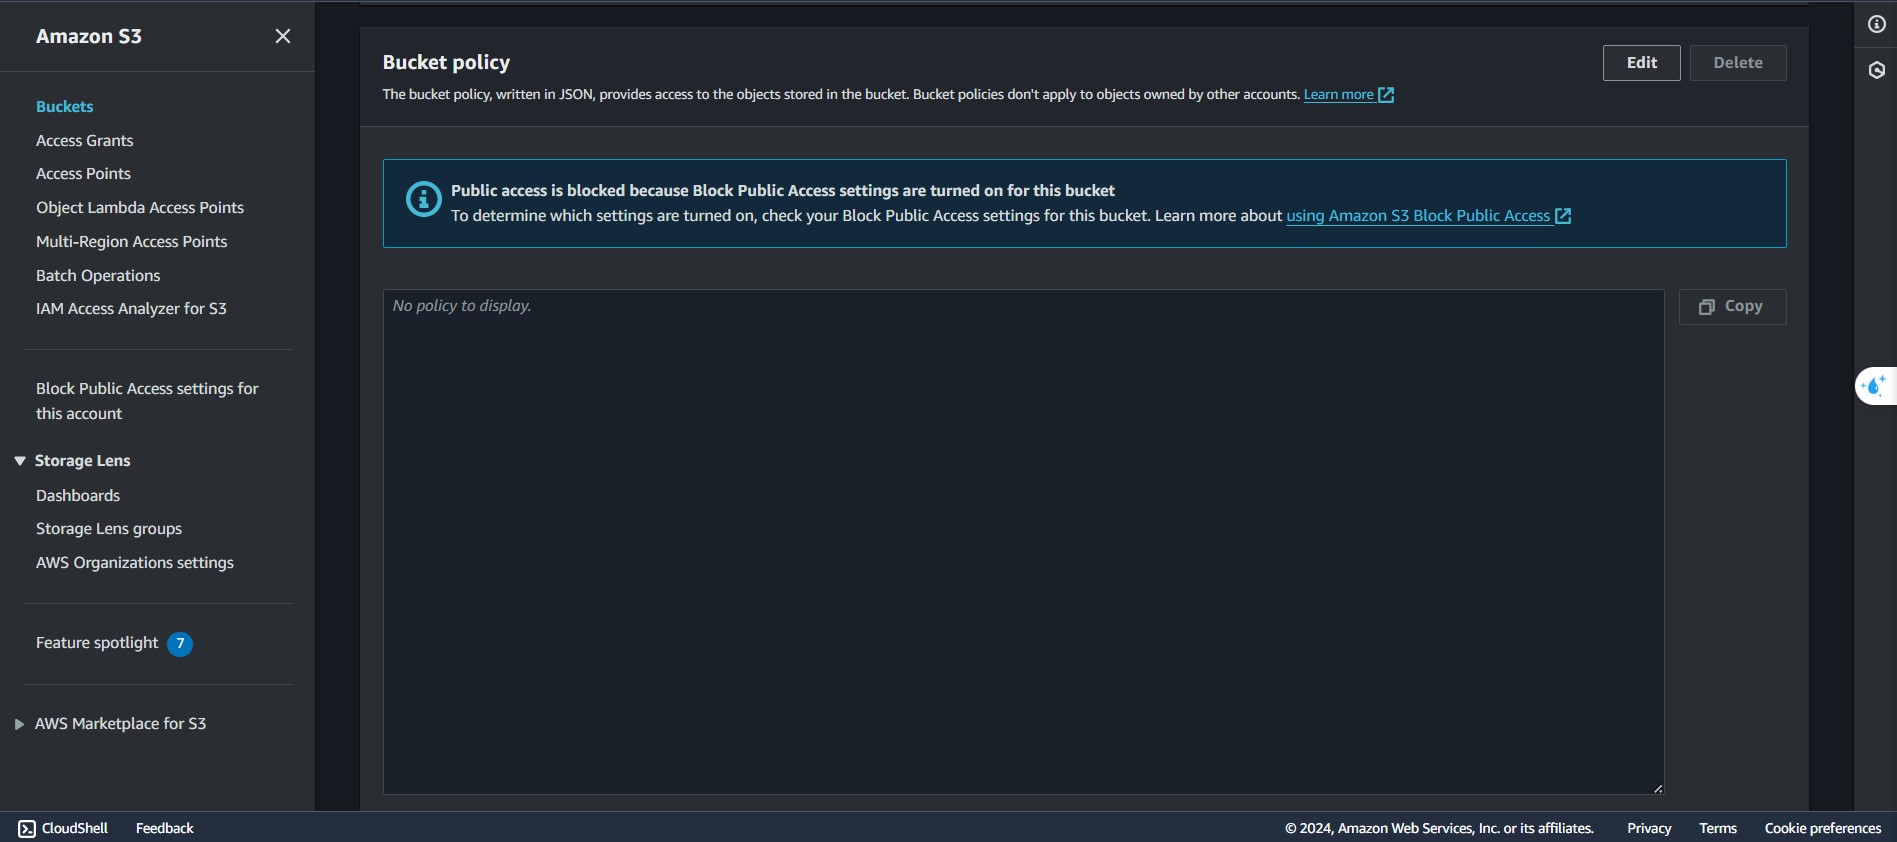 Amazon S3
Buckets
Access Grants
Access Points
Object Lambda Access Points
Multi-Region Access Points
Batch Operations
IAM Access Analyzer for S3
Block Public Access settings for
this account
Storage Lens
Dashboards
Storage Lens groups
AWS Organizations settings
Feature spotlight 7
AWS Marketplace for S3
Bucket policy
Edit
Delete
The bucket policy, written in JSON, provides access to the objects stored in the bucket. Bucket policies don't apply to objects owned by other accounts. Learn more
Public access is blocked because Block Public Access settings are turned on for this bucket
To determine which settings are turned on, check your Block Public Access settings for this bucket. Learn more about using Amazon S3 Block Public Access
No policy to display.
Copy
CloudShell Feedback © 2024, Amazon Web Services, Inc. or its affiliates. Privacy Terms Cookie preferences